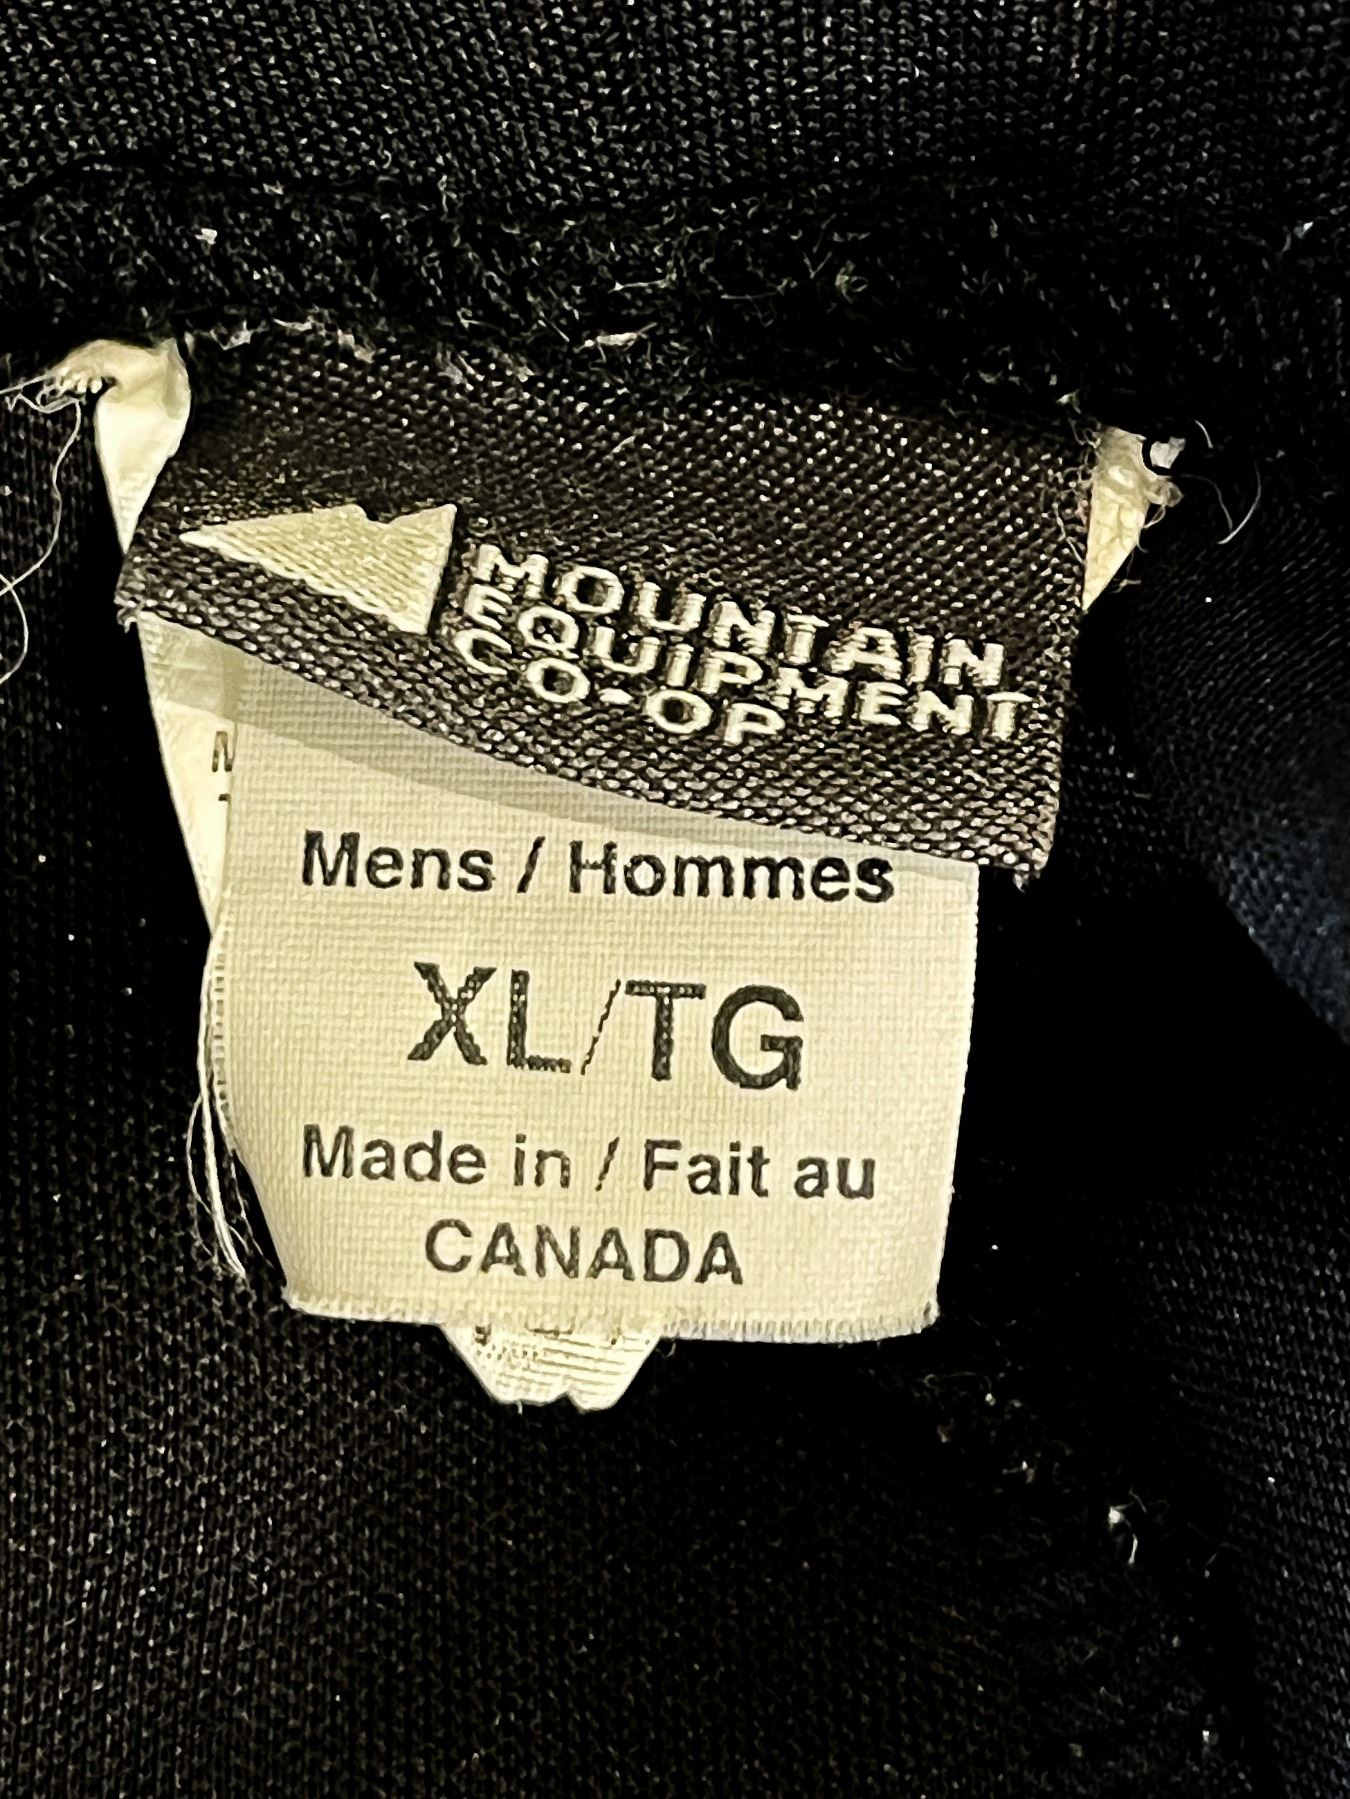 MOUNTAIN
EQUIPMENT
CO-OP
Mens / Hommes
XL/TG
Made in / Fait au
CANADA